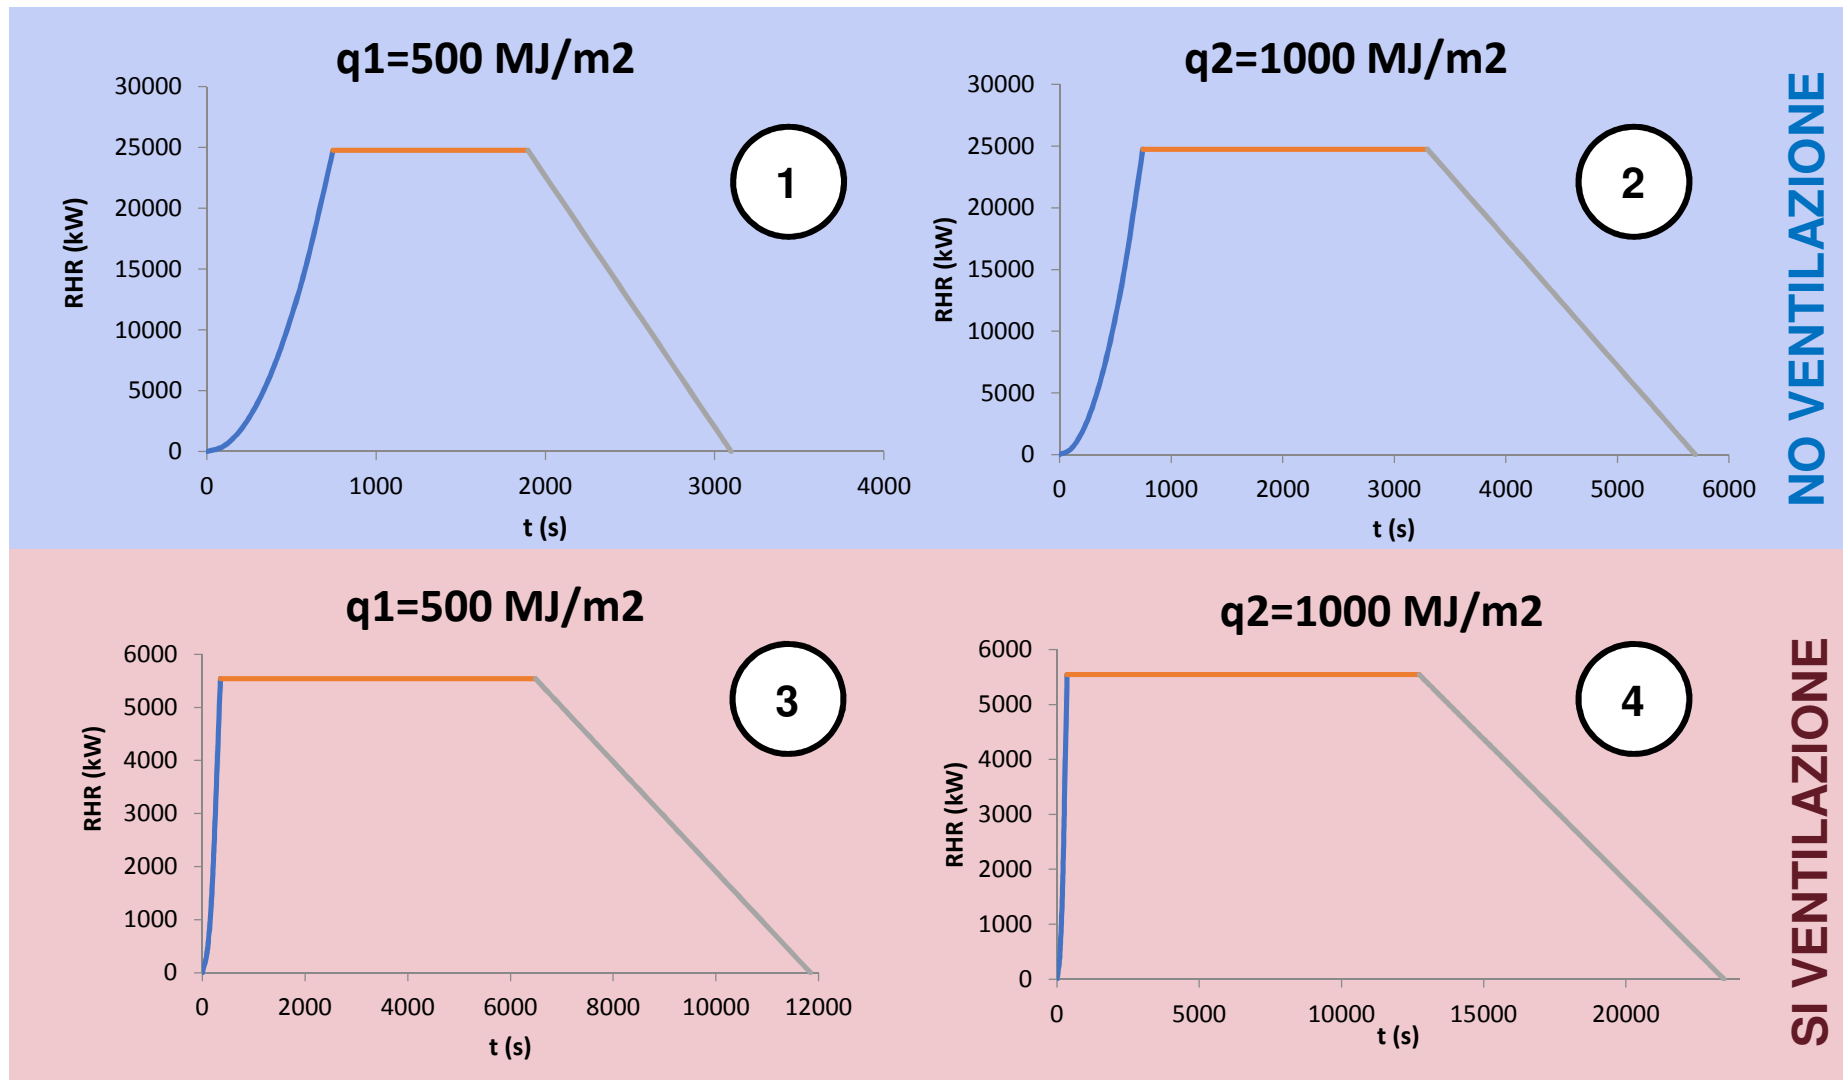 q1=500 MJ/m2
30000
25000
20000
15000
10000
5000
0
RHR (kW)
0 1000 2000 3000 4000
t (s)
1
q2=1000 MJ/m2
30000
25000
20000
15000
10000
5000
0
RHR (kW)
0 1000 2000 3000 4000 5000 6000
t (s)
2
NO VENTILAZIONE
q1=500 MJ/m2
6000
5000
4000
3000
2000
1000
0
RHR (kW)
0 2000 4000 6000 8000 10000 12000
t (s)
3
q2=1000 MJ/m2
6000
5000
4000
3000
2000
1000
0
RHR (kW)
0 5000 10000 15000 20000
t (s)
4
SI VENTILAZIONE